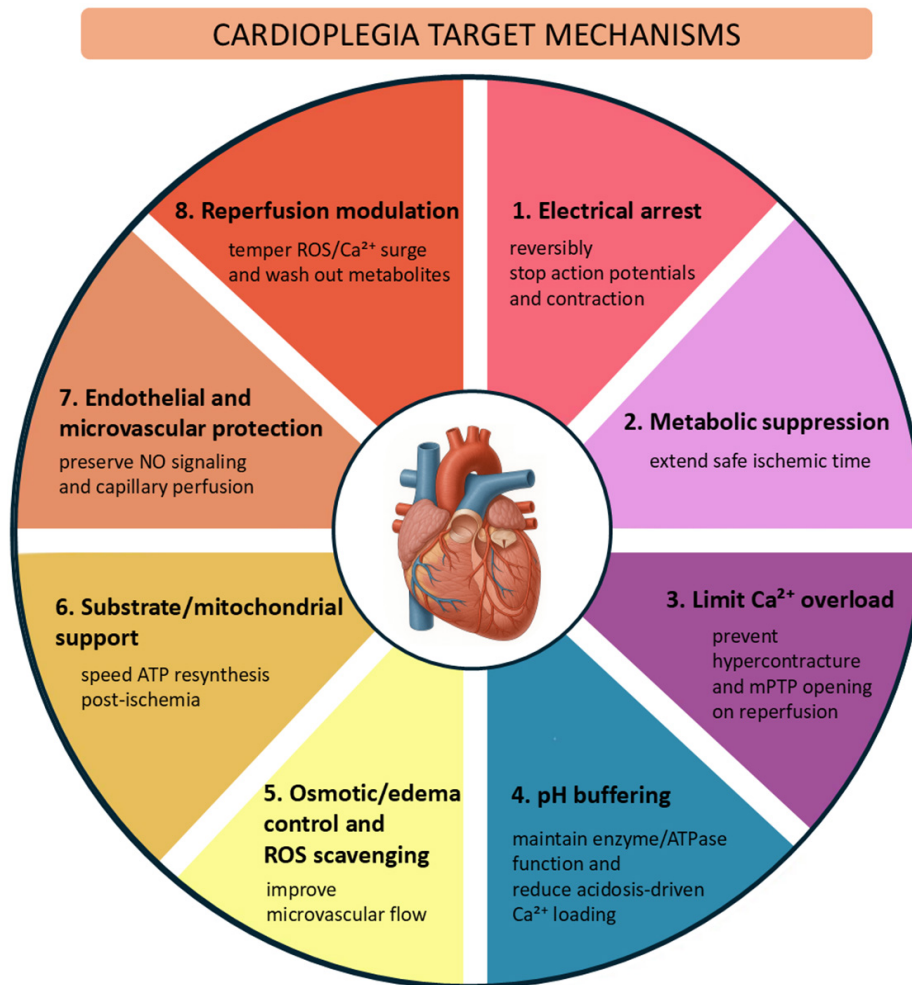 CARDIOPLEGIA TARGET MECHANISMS
1. Electrical arrest
reversibly
stop action potentials
and contraction
2. Metabolic suppression
extend safe ischemic time
3. Limit Ca²⁺ overload
prevent
hypercontracture
and mPTP opening
on reperfusion
4. pH buffering
maintain enzyme/ATPase
function and
reduce acidosis-driven
Ca²⁺ loading
5. Osmotic/edema
control and
ROS scavenging
improve
microvascular flow
6. Substrate/mitochondrial
support
speed ATP resynthesis
post-ischemia
7. Endothelial and
microvascular protection
preserve NO signaling
and capillary perfusion
8. Reperfusion modulation
temper ROS/Ca²⁺ surge
and wash out metabolites